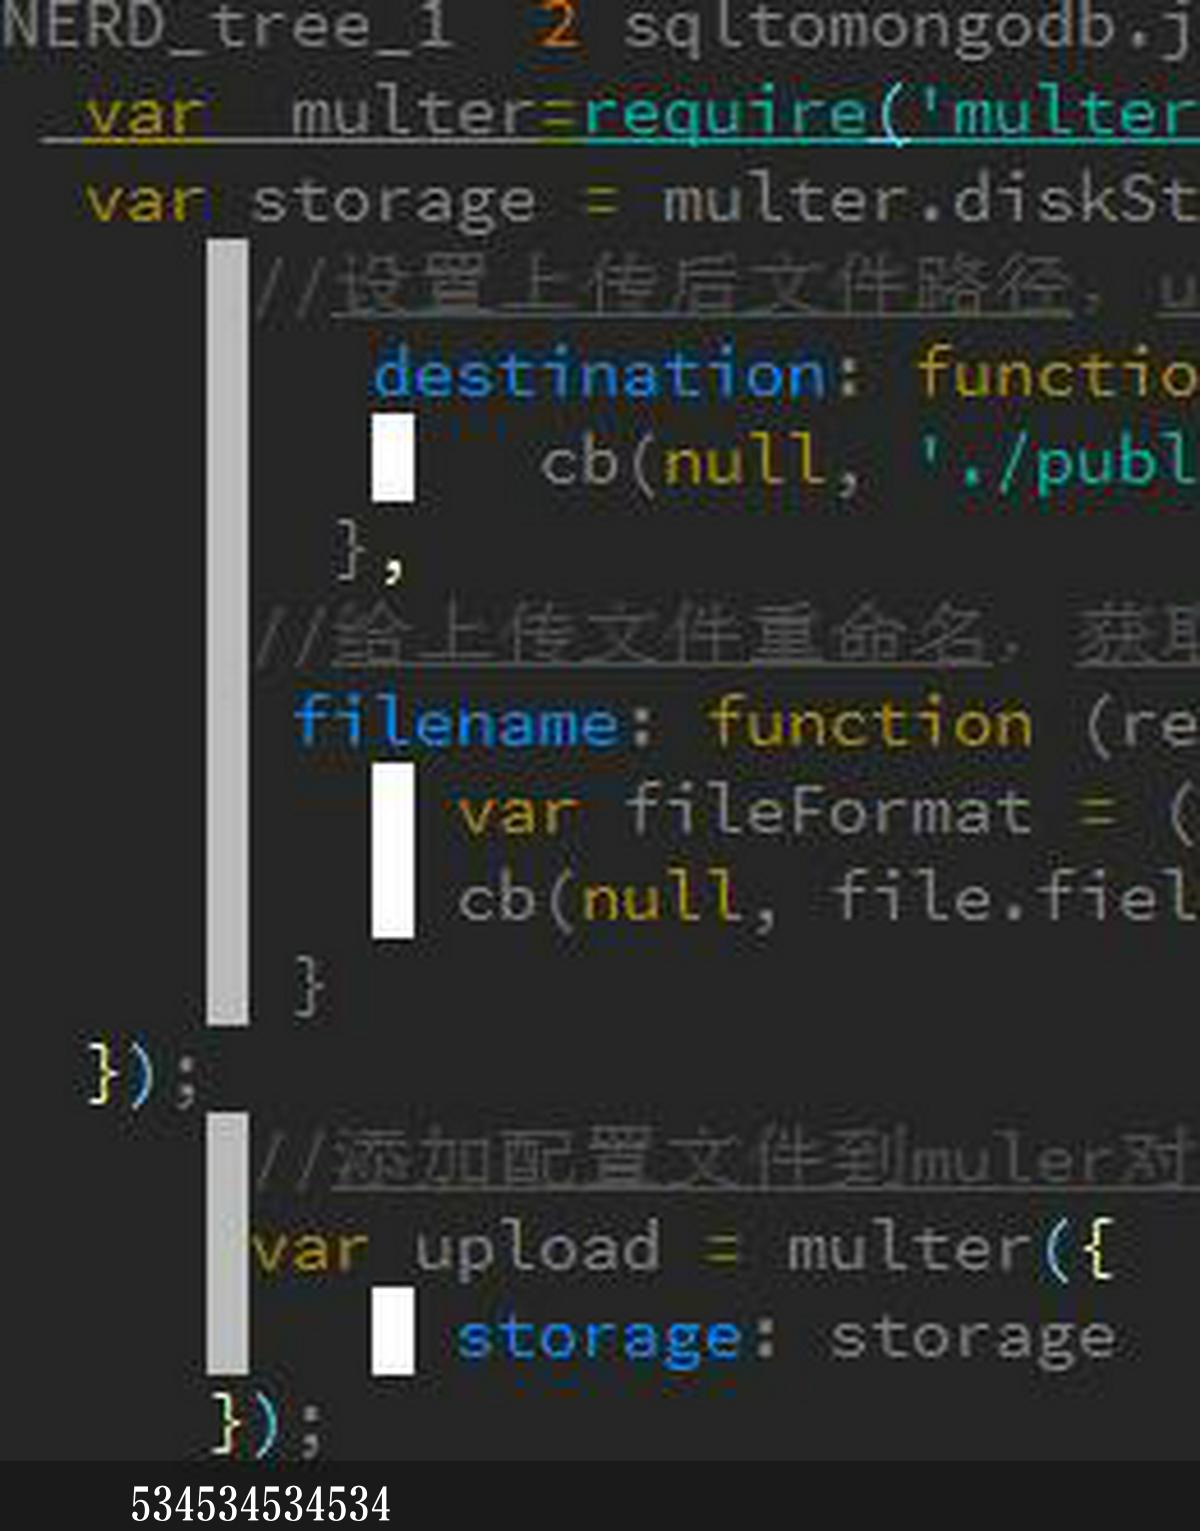 NERD_tree_1  2 sqltomongodb.j
var  multer=require('multer
var storage = multer.diskSt
//设置上传后文件路径, u
destination: functio
cb(null, './publ
},
//给上传文件重命名, 获取
filename: function (re
var fileFormat = (
cb(null, file.fiel
}
});
//添加配置文件到muler对
var upload = multer({
storage: storage
});
534534534534